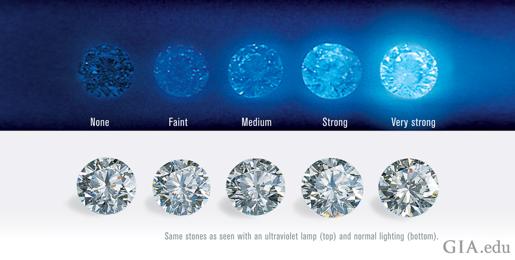 None Faint Medium Strong Very strong
Same stones as seen with an ultraviolet lamp (top) and normal lighting (bottom).
GIA.edu